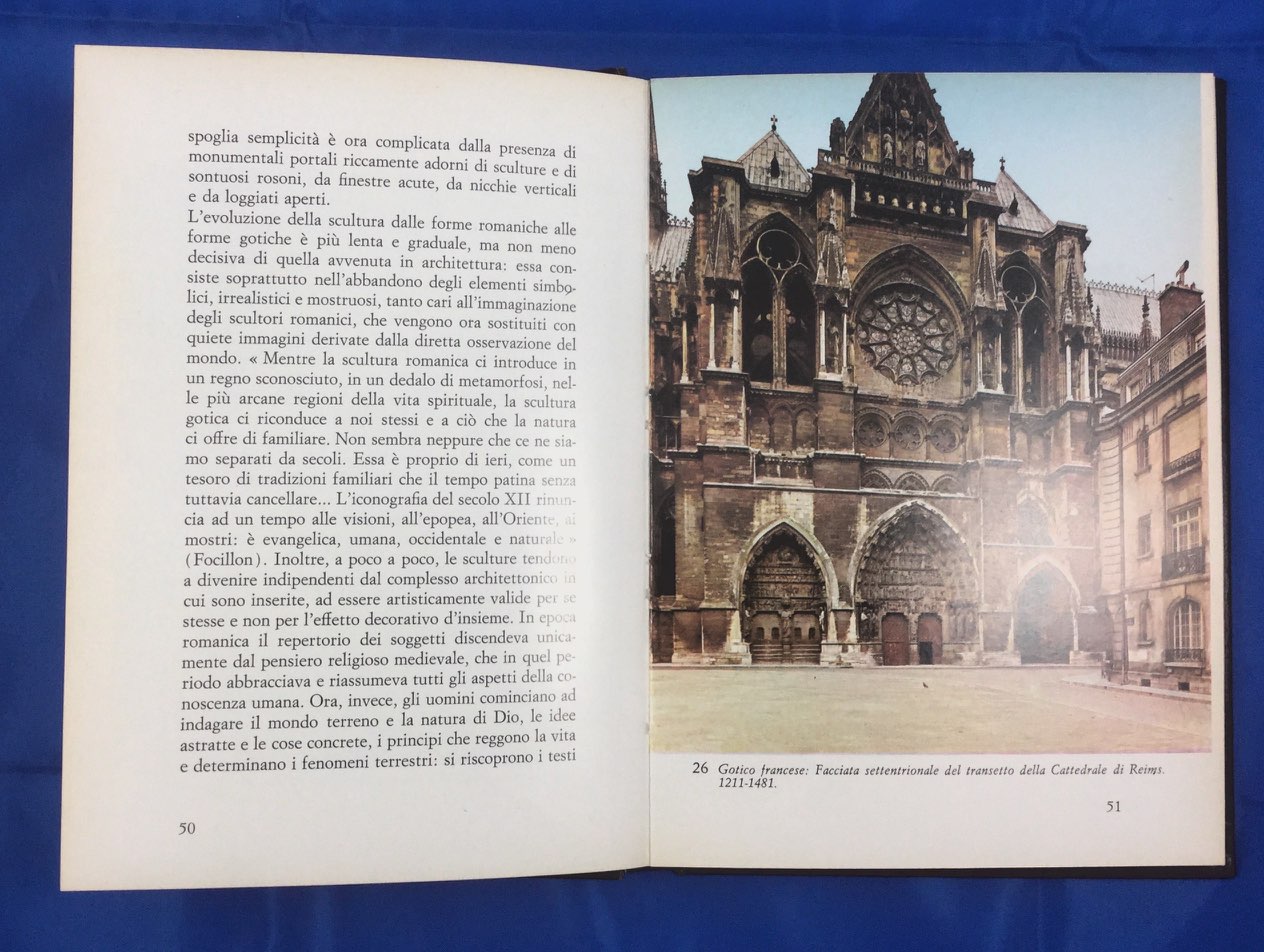 spoglia semplicità è ora complicata dalla presenza di
monumentali portali riccamente adorni di sculture e di
sontuosi rosoni, da finestre acute, da nicchie verticali
e da loggiati aperti.
L'evoluzione della scultura dalle forme romaniche alle
forme gotiche è più lenta e graduale, ma non meno
decisiva di quella avvenuta in architettura: essa con-
siste soprattutto nell'abbandono degli elementi simbo-
lici, irrealistici e mostruosi, tanto cari all'immaginazione
degli scultori romanici, che vengono ora sostituiti con
quiete immagini derivate dalla diretta osservazione del
mondo. « Mentre la scultura romanica ci introduce in
un regno sconosciuto, in un dedalo di metamorfosi, nel-
le più arcane regioni della vita spirituale, la scultura
gotica ci riconduce a noi stessi e a ciò che la natura
ci offre di familiare. Non sembra neppure che ce ne sia-
mo separati da secoli. Essa è proprio di ieri, come un
tesoro di tradizioni familiari che il tempo patina senza
tuttavia cancellare... L'iconografia del secolo XII rinun-
cia ad un tempo alle visioni, all'epopea, all'Oriente, ai
mostri: è evangelica, umana, occidentale e naturale »
(Focillon). Inoltre, a poco a poco, le sculture tendono
a divenire indipendenti dal complesso architettonico in
cui sono inserite, ad essere artisticamente valide per se
stesse e non per l'effetto decorativo d'insieme. In epoca
romanica il repertorio dei soggetti discendeva unica-
mente dal pensiero religioso medievale, che in quel pe-
riodo abbracciava e riassumeva tutti gli aspetti della co-
noscenza umana. Ora, invece, gli uomini cominciano ad
indagare il mondo terreno e la natura di Dio, le idee
astratte e le cose concrete, i principi che reggono la vita
e determinano i fenomeni terrestri: si riscoprono i testi
50
26 Gotico francese: Facciata settentrionale del transetto della Cattedrale di Reims.
1211-1481.
51